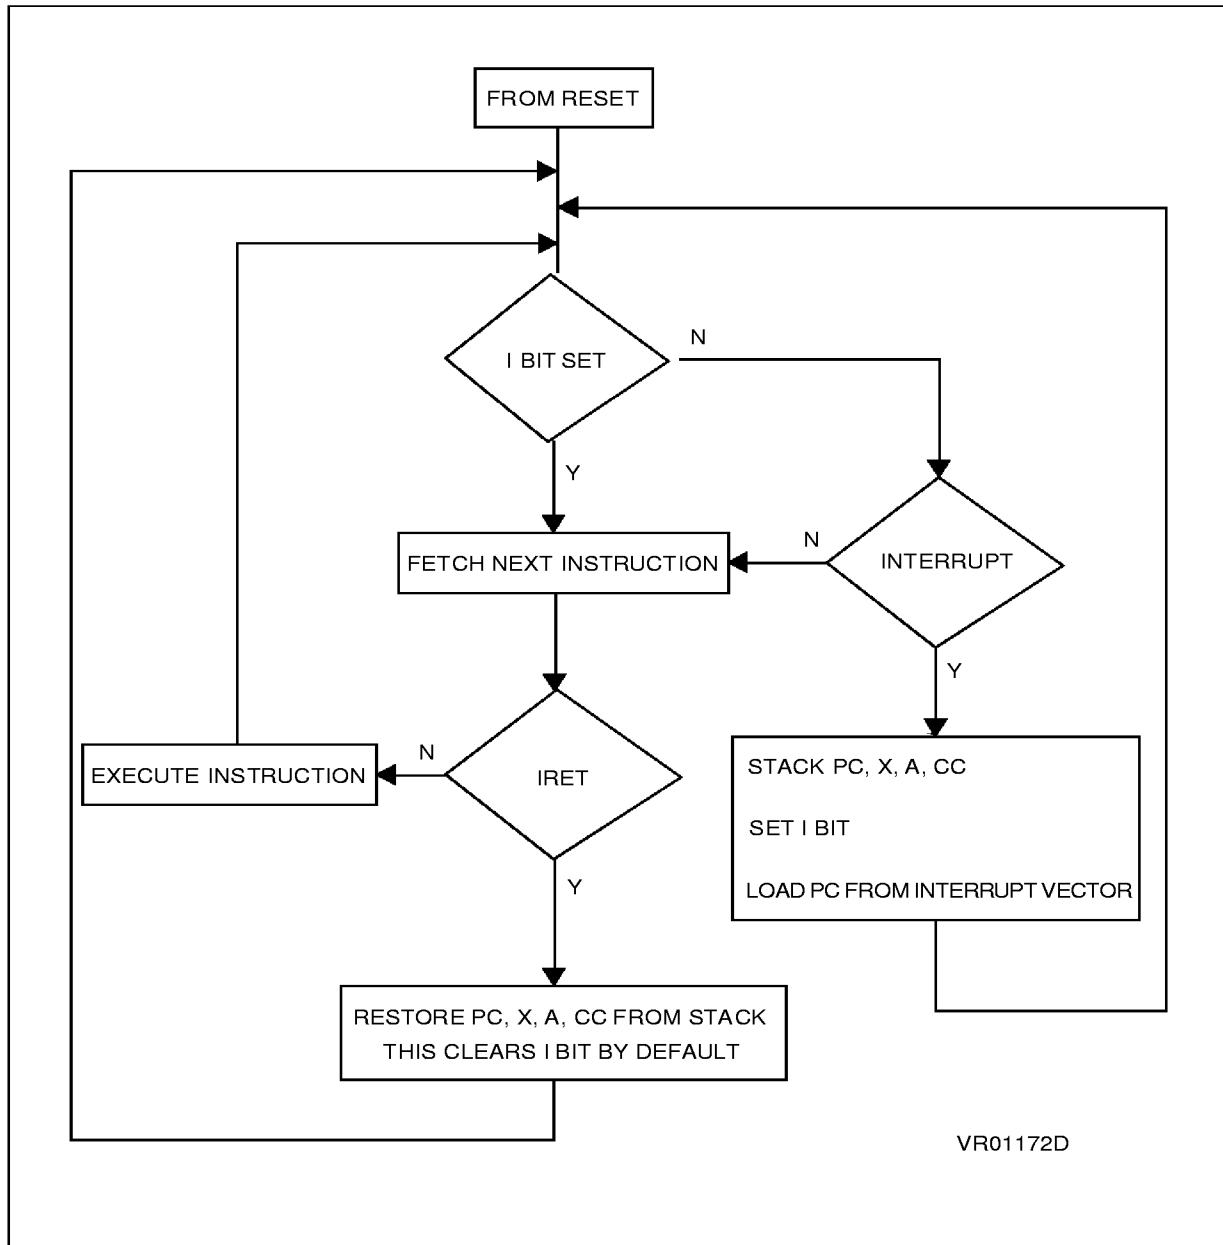 FROM RESET
I BIT SET
N
Y
FETCH NEXT INSTRUCTION
N
INTERRUPT
Y
EXECUTE INSTRUCTION
N
IRET
Y
STACK PC, X, A, CC
SET I BIT
LOAD PC FROM INTERRUPT VECTOR
RESTORE PC, X, A, CC FROM STACK
THIS CLEARS I BIT BY DEFAULT
VR01172D